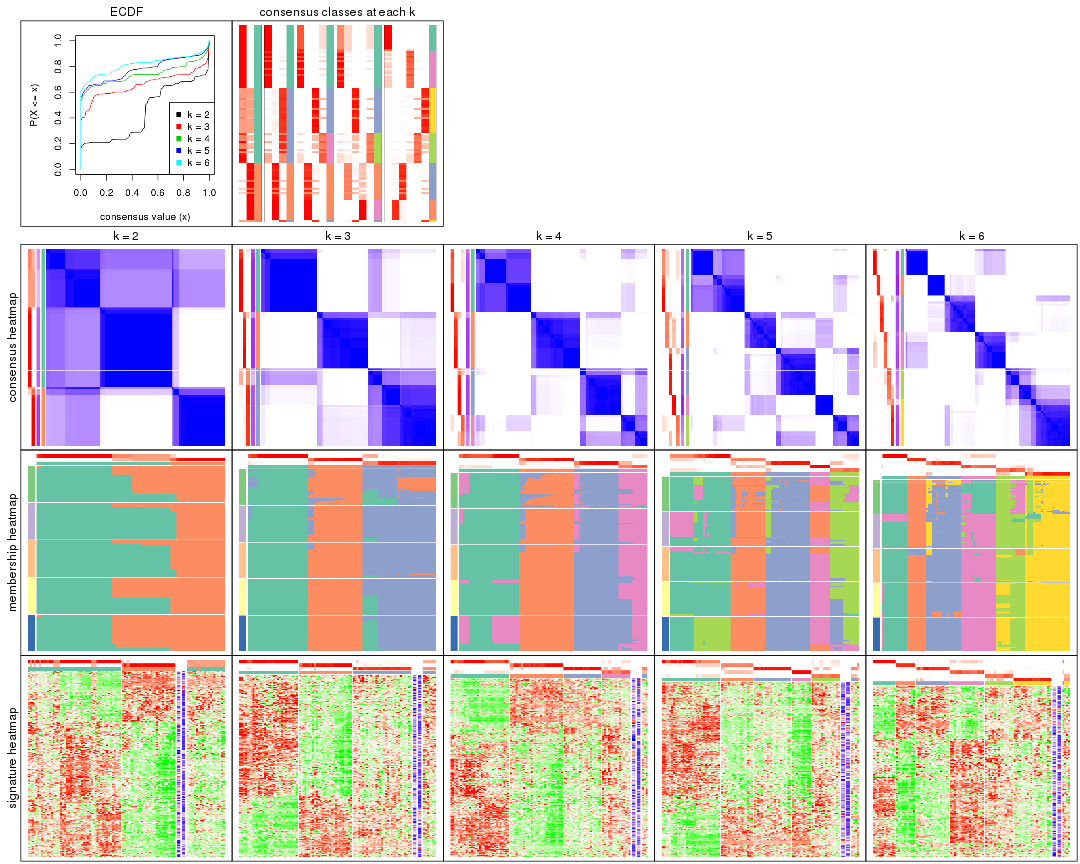 ECDF
consensus classes at each k
P(X <= x)
0.0 0.2 0.4 0.6 0.8 1.0
k = 2
k = 3
k = 4
k = 5
k = 6
0.0 0.2 0.4 0.6 0.8 1.0
consensus value (x)
k = 2 k = 3 k = 4 k = 5 k = 6
consensus heatmap
membership heatmap
signature heatmap